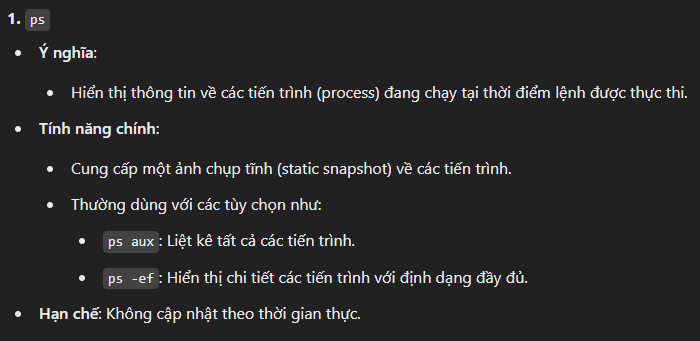 1. ps
• Ý nghĩa:
• Hiển thị thông tin về các tiến trình (process) đang chạy tại thời điểm lệnh được thực thi.
• Tính năng chính:
• Cung cấp một ảnh chụp tĩnh (static snapshot) về các tiến trình.
• Thường dùng với các tùy chọn như:
• ps aux: Liệt kê tất cả các tiến trình.
• ps -ef: Hiển thị chi tiết các tiến trình với định dạng đầy đủ.
• Hạn chế: Không cập nhật theo thời gian thực.